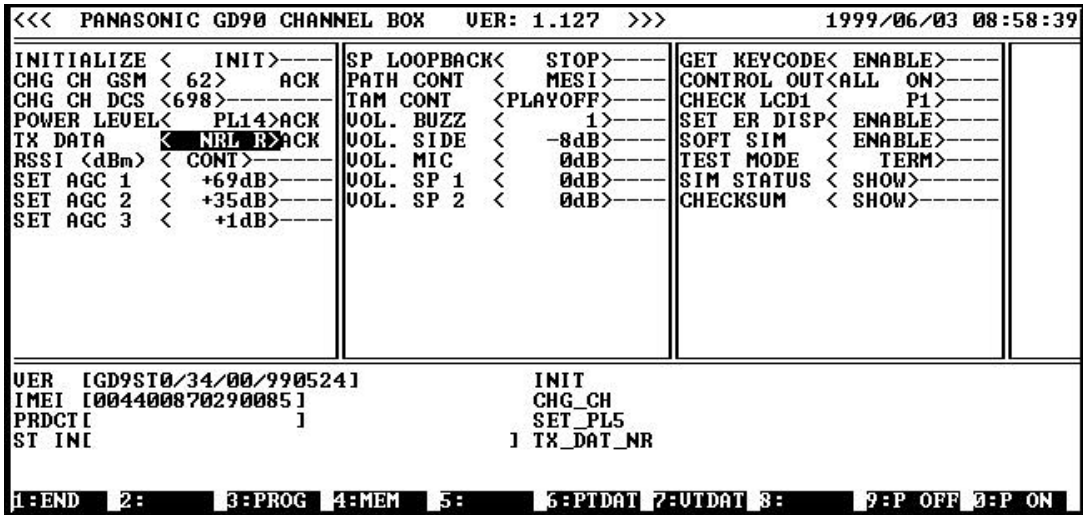 <<< PANASONIC GD90 CHANNEL BOX VER: 1.127 >>> 1999/06/03 08:58:39
INITIALIZE < INIT>----
CHG CH GSM < 62> ACK
CHG CH DCS <698>---------
POWER LEVEL< PL14>ACK
TX DATA < NRL R>ACK
RSSI (dBm) < CONT>------
SET AGC 1 < +69dB>----
SET AGC 2 < +35dB>----
SET AGC 3 < +1dB>----
SP LOOPBACK< STOP>----
PATH CONT < MESI>----
TAM CONT <PLAYOFF>----
VOL. BUZZ < 1>----
VOL. SIDE < -8dB>----
VOL. MIC < 0dB>----
VOL. SP 1 < 0dB>----
VOL. SP 2 < 0dB>----
GET KEYCODE< ENABLE>----
CONTROL OUT<ALL ON>----
CHECK LCD1 < P1>----
SET ER DISP< ENABLE>----
SOFT SIM < ENABLE>----
TEST MODE < TERM>----
SIM STATUS < SHOW>------
CHECKSUM < SHOW>------
VER [GD9ST0/34/00/990524]
IMEI [004400870290085]
PRDCT[ ]
ST IN[ ]
INIT
CHG_CH
SET_PL5
TX_DAT_NR
1:END 2: 3:PROG 4:MEM 5: 6:PTDAT 7:VTDAT 8: 9:P OFF 0:P ON